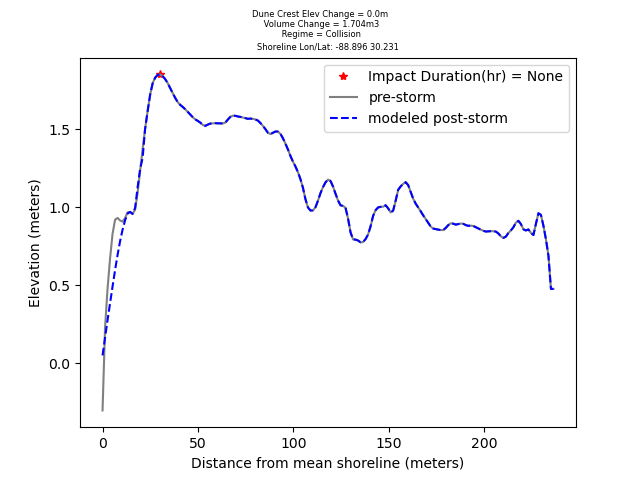 Dune Crest Elev Change = 0.0m
Volume Change = 1.704m3
Regime = Collision
Shoreline Lon/Lat: -88.896 30.231
Impact Duration(hr) = None
pre-storm
modeled post-storm
Elevation (meters)
1.5
1.0
0.5
0.0
0
50
100
150
200
Distance from mean shoreline (meters)